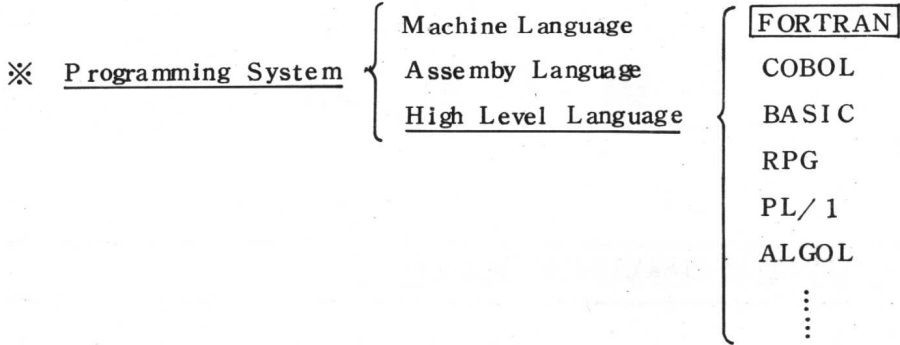 ※ Programming System
Machine Language
Assemby Language
High Level Language
FORTRAN
COBOL
BASIC
RPG
PL/1
ALGOL
⋮